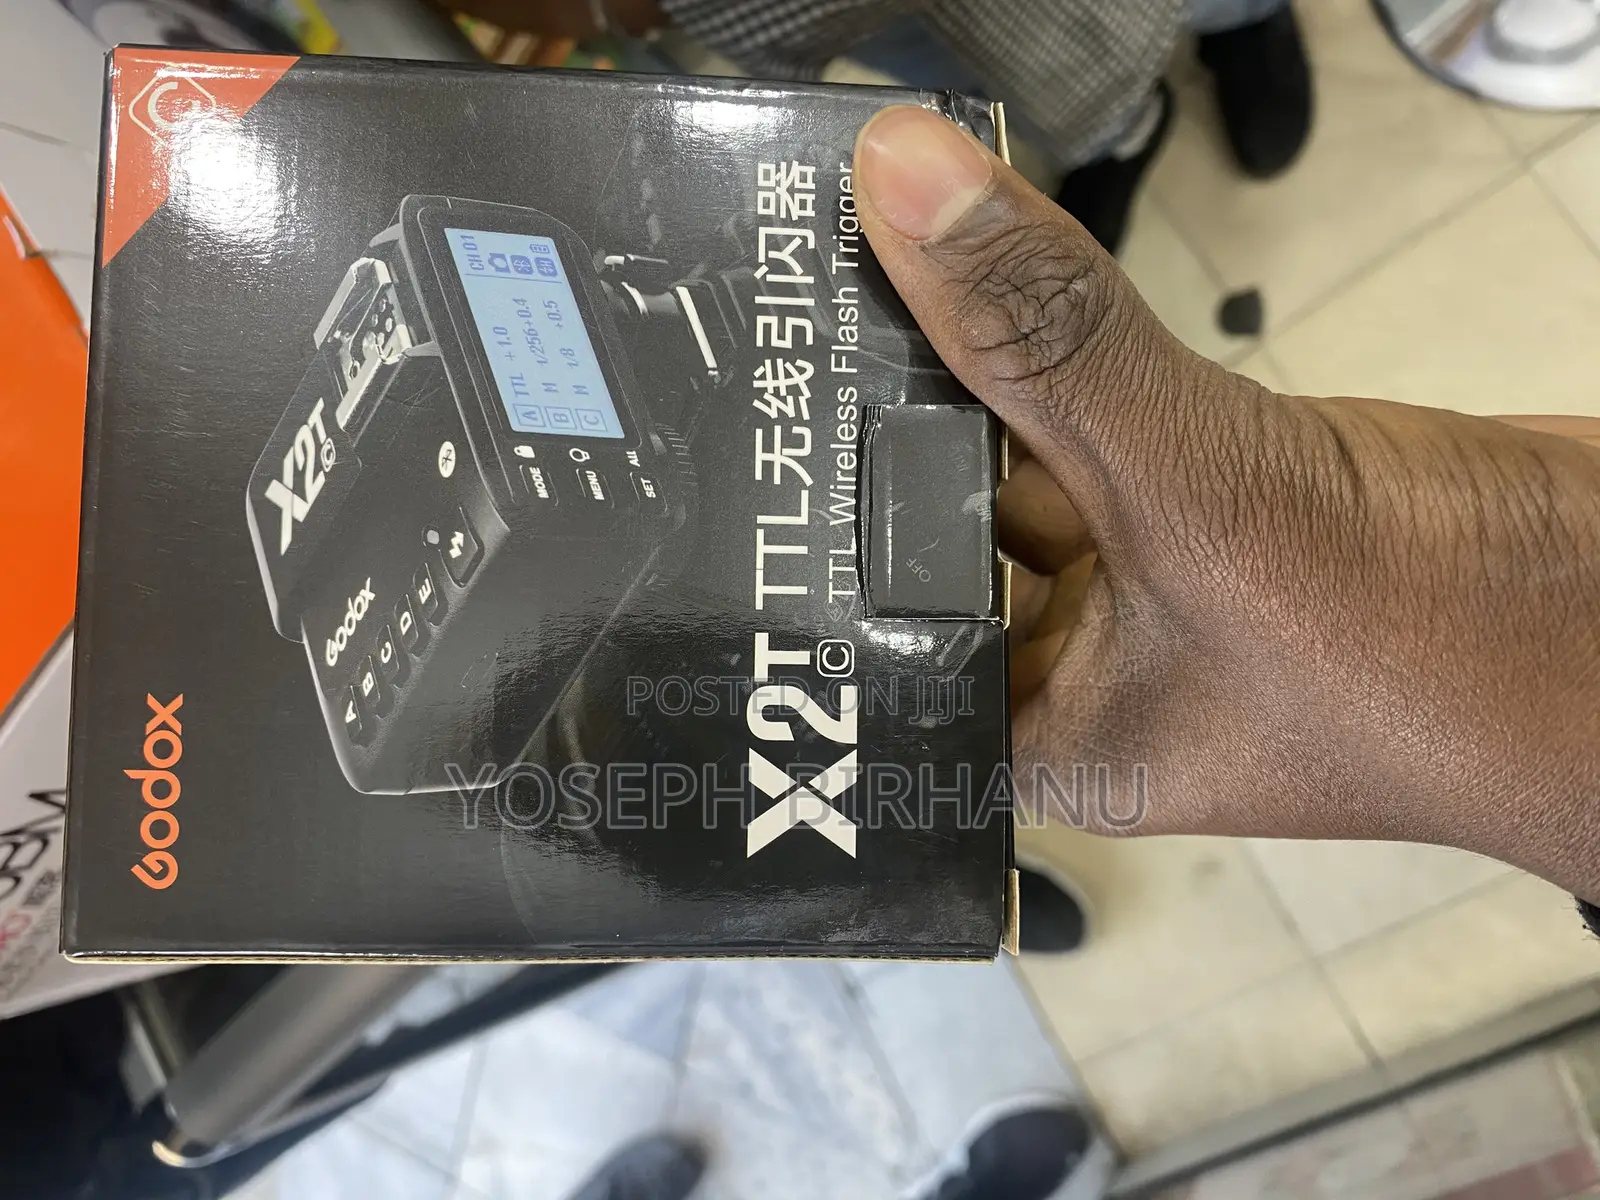 Godox
C
X2T
C
Godox
A
B
C
D
E
MODE
MENU
SET
ALL
CH 01
A TTL +1.0
B M 1/256+0.4
C M 1/8 +0.5
X2T TTL无线引闪器
C TTL Wireless Flash Trigger
OFF
POSTED ON JIJI
YOSEPH BIRHANU